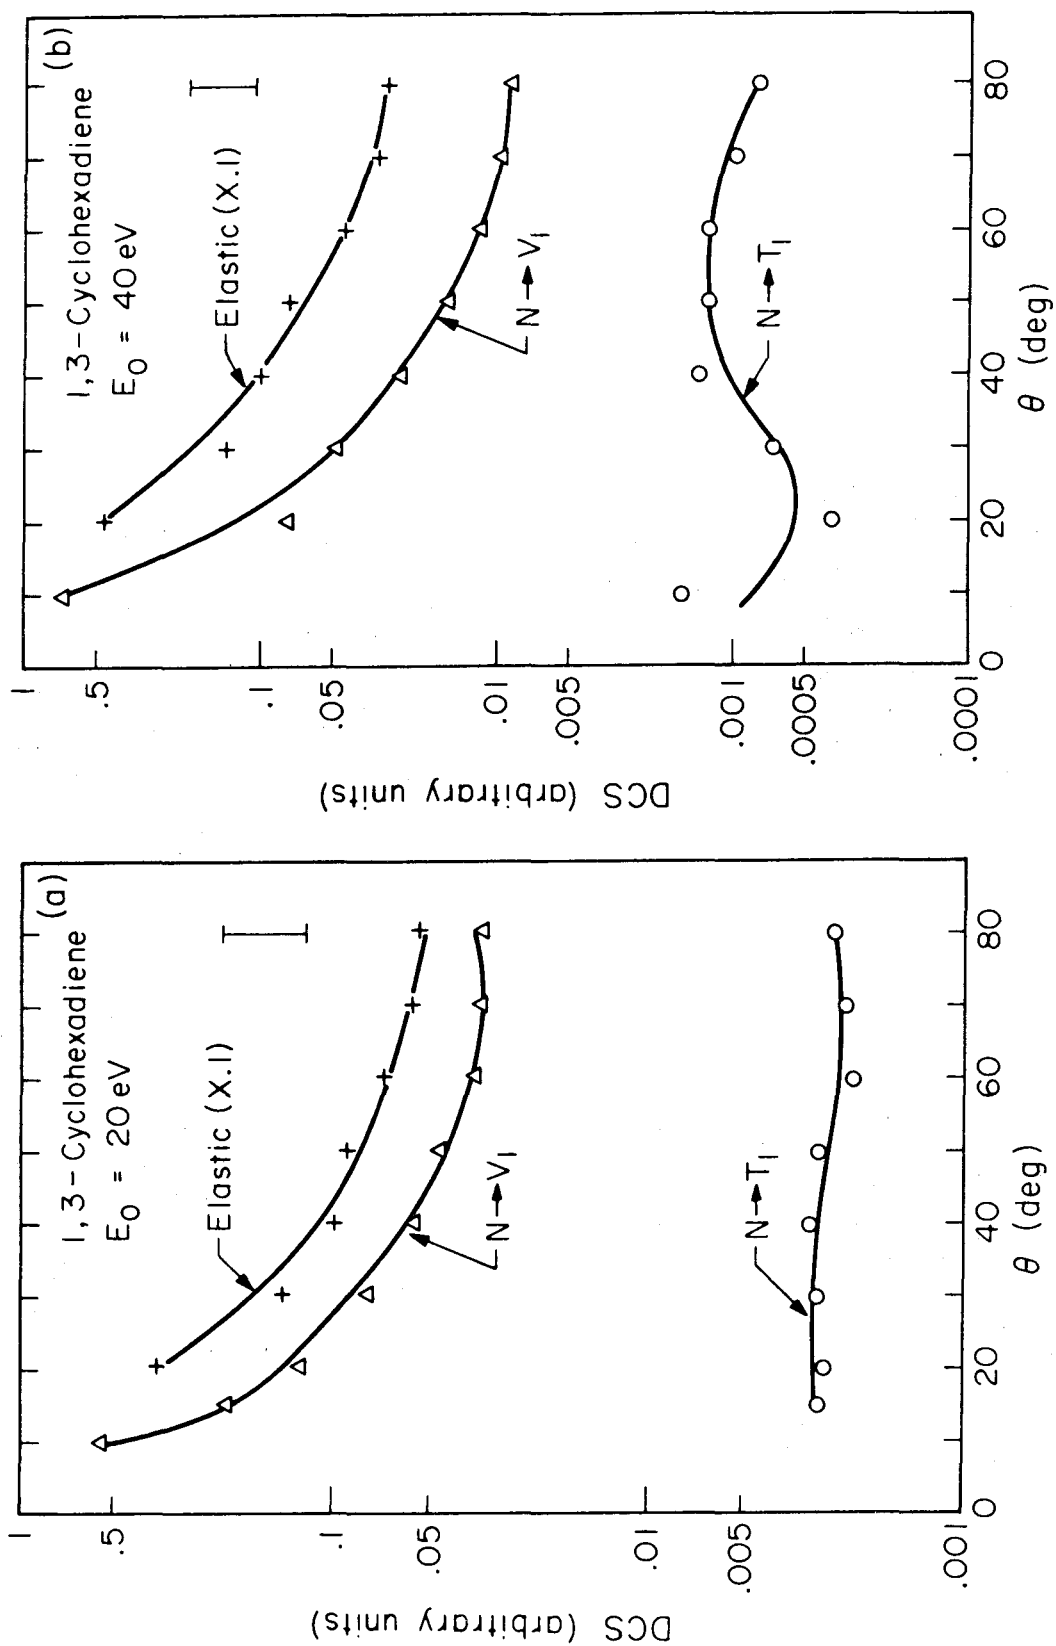 (a)
1,3-Cyclohexadiene
E₀ = 20 eV
Elastic (X.1)
N→V₁
N→T₁
DCS (arbitrary units)
1
.5
.1
.05
.01
.005
.001
0
20
40
60
80
θ (deg)
(b)
1,3-Cyclohexadiene
E₀ = 40 eV
Elastic (X.1)
N→V₁
N→T₁
DCS (arbitrary units)
1
.5
.1
.05
.01
.005
.001
.0005
.0001
0
20
40
60
80
θ (deg)